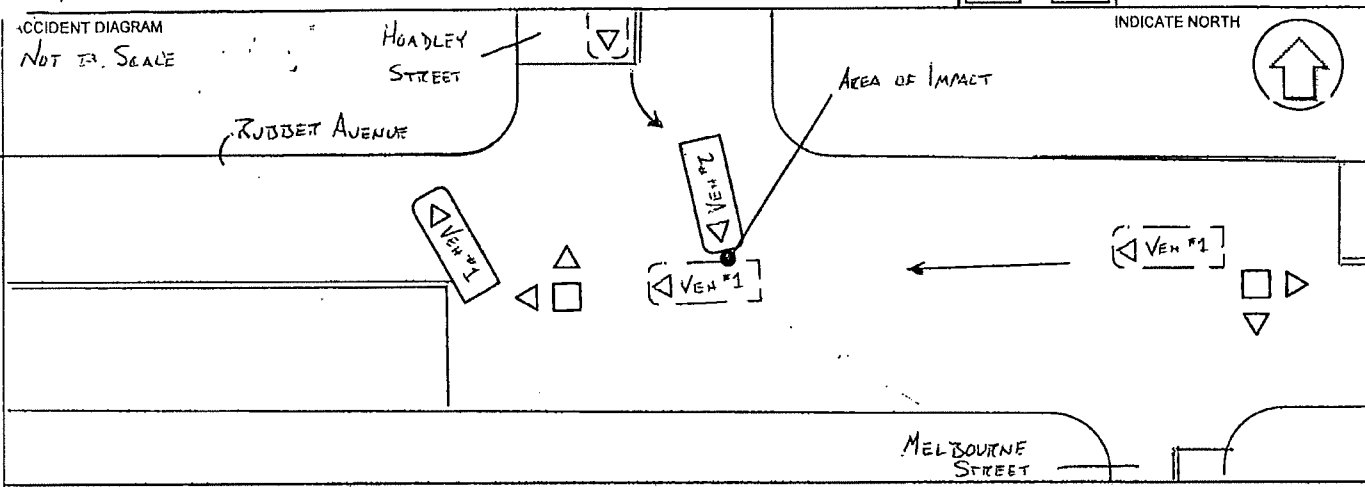 ACCIDENT DIAGRAM
NOT TO SCALE
HOADLEY
STREET
INDICATE NORTH
AREA OF IMPACT
RUBBER AVENUE
VEH #2
VEH #1
VEH #1
VEH #1
MELBOURNE
STREET